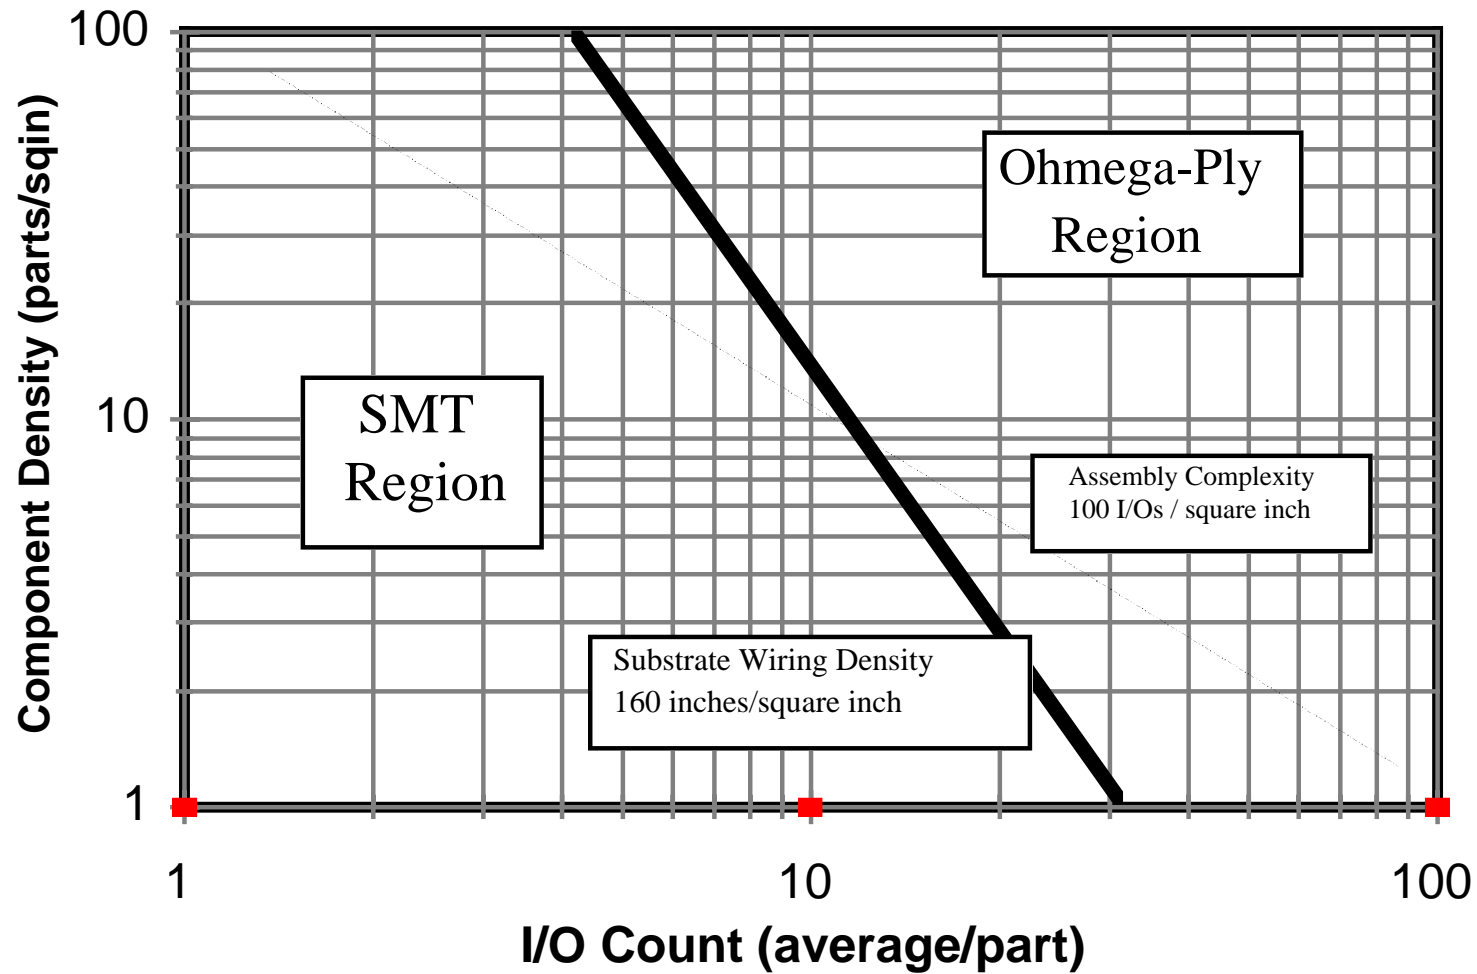 100
Ohmega-Ply
Region
Component Density (parts/sqin)
SMT
Region
10
Assembly Complexity
100 I/Os / square inch
Substrate Wiring Density
160 inches/square inch
1
1
10
100
I/O Count (average/part)